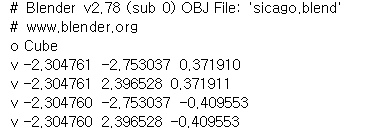 # Blender v2.78 (sub 0) OBJ File: 'sicago.blend'
# www.blender.org
o Cube
v -2.304761 -2.753037 0.371910
v -2.304761 2.396528 0.371911
v -2.304760 -2.753037 -0.409553
v -2.304760 2.396528 -0.409553